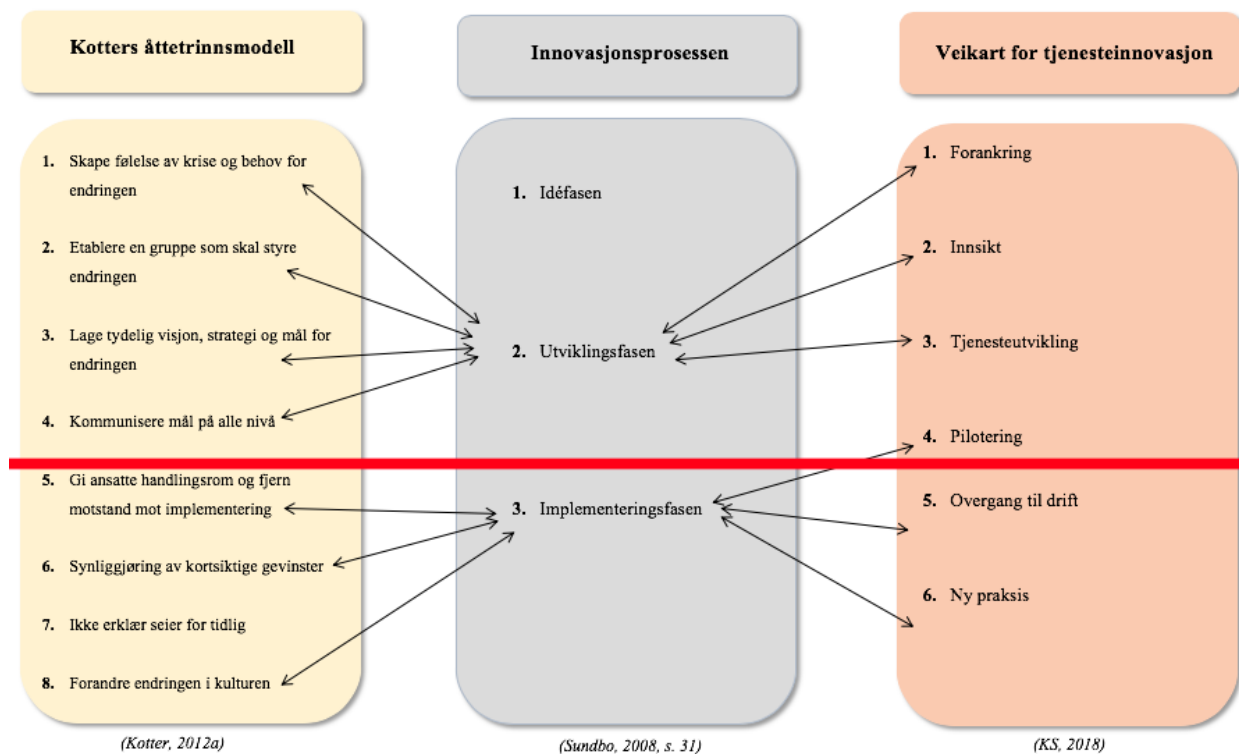 Kotters åttetrinnsmodell
1. Skape følelse av krise og behov for
endringen
2. Etablere en gruppe som skal styre
endringen
3. Lage tydelig visjon, strategi og mål for
endringen
4. Kommunisere mål på alle nivå
5. Gi ansatte handlingsrom og fjern
motstand mot implementering
6. Synliggjøring av kortsiktige gevinster
7. Ikke erklær seier for tidlig
8. Forandre endringen i kulturen
(Kotter, 2012a)
Innovasjonsprosessen
1. Idéfasen
2. Utviklingsfasen
3. Implementeringsfasen
(Sundbo, 2008, s. 31)
Veikart for tjenesteinnovasjon
1. Forankring
2. Innsikt
3. Tjenesteutvikling
4. Pilotering
5. Overgang til drift
6. Ny praksis
(KS, 2018)